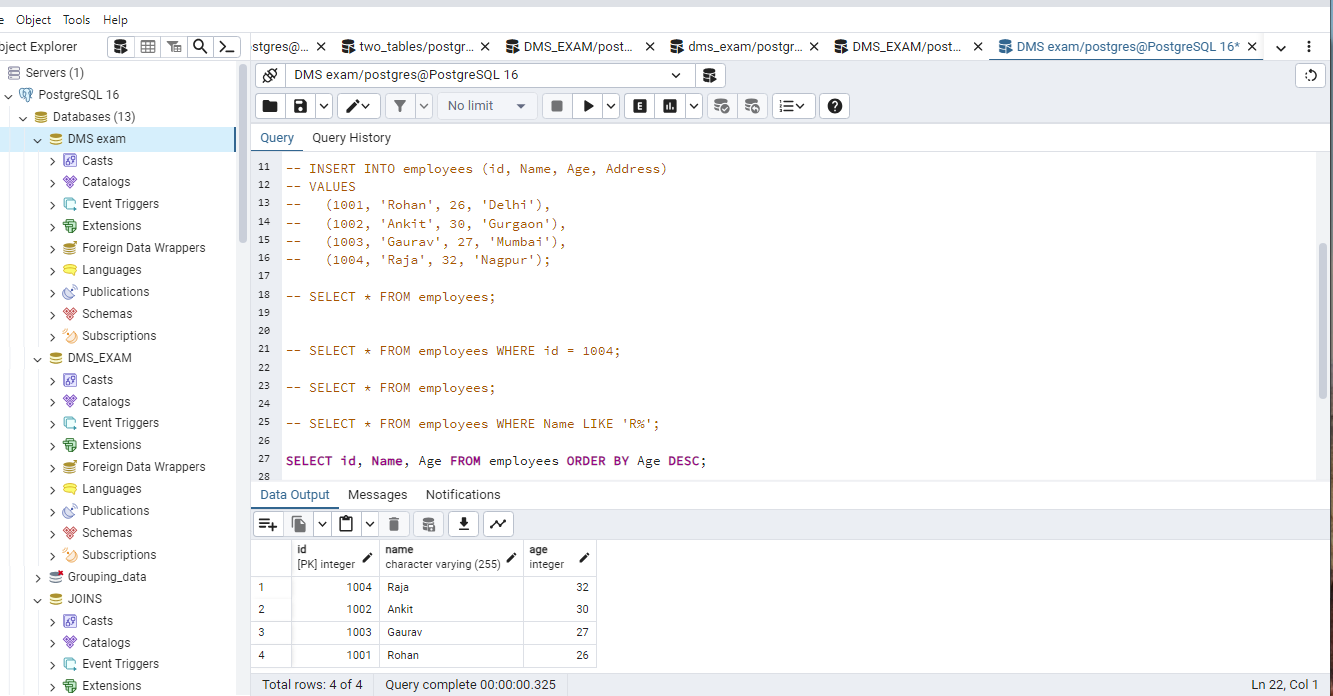 e Object Tools Help
bject Explorer
stgres@...
two_tables/postgr...
DMS_EXAM/post...
dms_exam/postgr...
DMS_EXAM/post...
DMS exam/postgres@PostgreSQL 16*
Servers (1)
PostgreSQL 16
Databases (13)
DMS exam
Casts
Catalogs
Event Triggers
Extensions
Foreign Data Wrappers
Languages
Publications
Schemas
Subscriptions
DMS_EXAM
Casts
Catalogs
Event Triggers
Extensions
Foreign Data Wrappers
Languages
Publications
Schemas
Subscriptions
Grouping_data
JOINS
Casts
Catalogs
Event Triggers
Extensions
DMS exam/postgres@PostgreSQL 16
No limit
E
Query Query History
11 -- INSERT INTO employees (id, Name, Age, Address)
12 -- VALUES
13 --   (1001, 'Rohan', 26, 'Delhi'),
14 --   (1002, 'Ankit', 30, 'Gurgaon'),
15 --   (1003, 'Gaurav', 27, 'Mumbai'),
16 --   (1004, 'Raja', 32, 'Nagpur');
17
18 -- SELECT * FROM employees;
19
20
21 -- SELECT * FROM employees WHERE id = 1004;
22
23 -- SELECT * FROM employees;
24
25 -- SELECT * FROM employees WHERE Name LIKE 'R%';
26
27 SELECT id, Name, Age FROM employees ORDER BY Age DESC;
28
Data Output Messages Notifications
id name age
[PK] integer character varying (255) integer
1 1004 Raja 32
2 1002 Ankit 30
3 1003 Gaurav 27
4 1001 Rohan 26
Total rows: 4 of 4 Query complete 00:00:00.325 Ln 22, Col 1